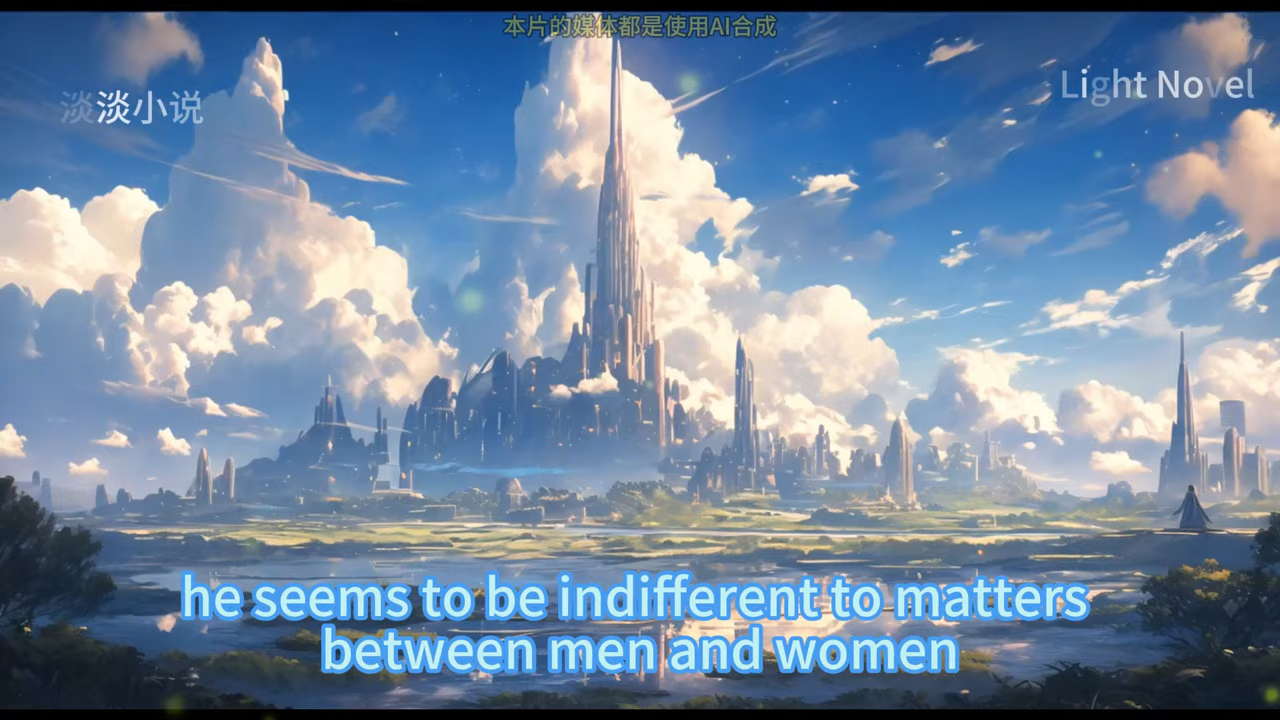 本片的媒体都是使用AI合成
淡淡小说
Light Novel
he seems to be indifferent to matters
between men and women